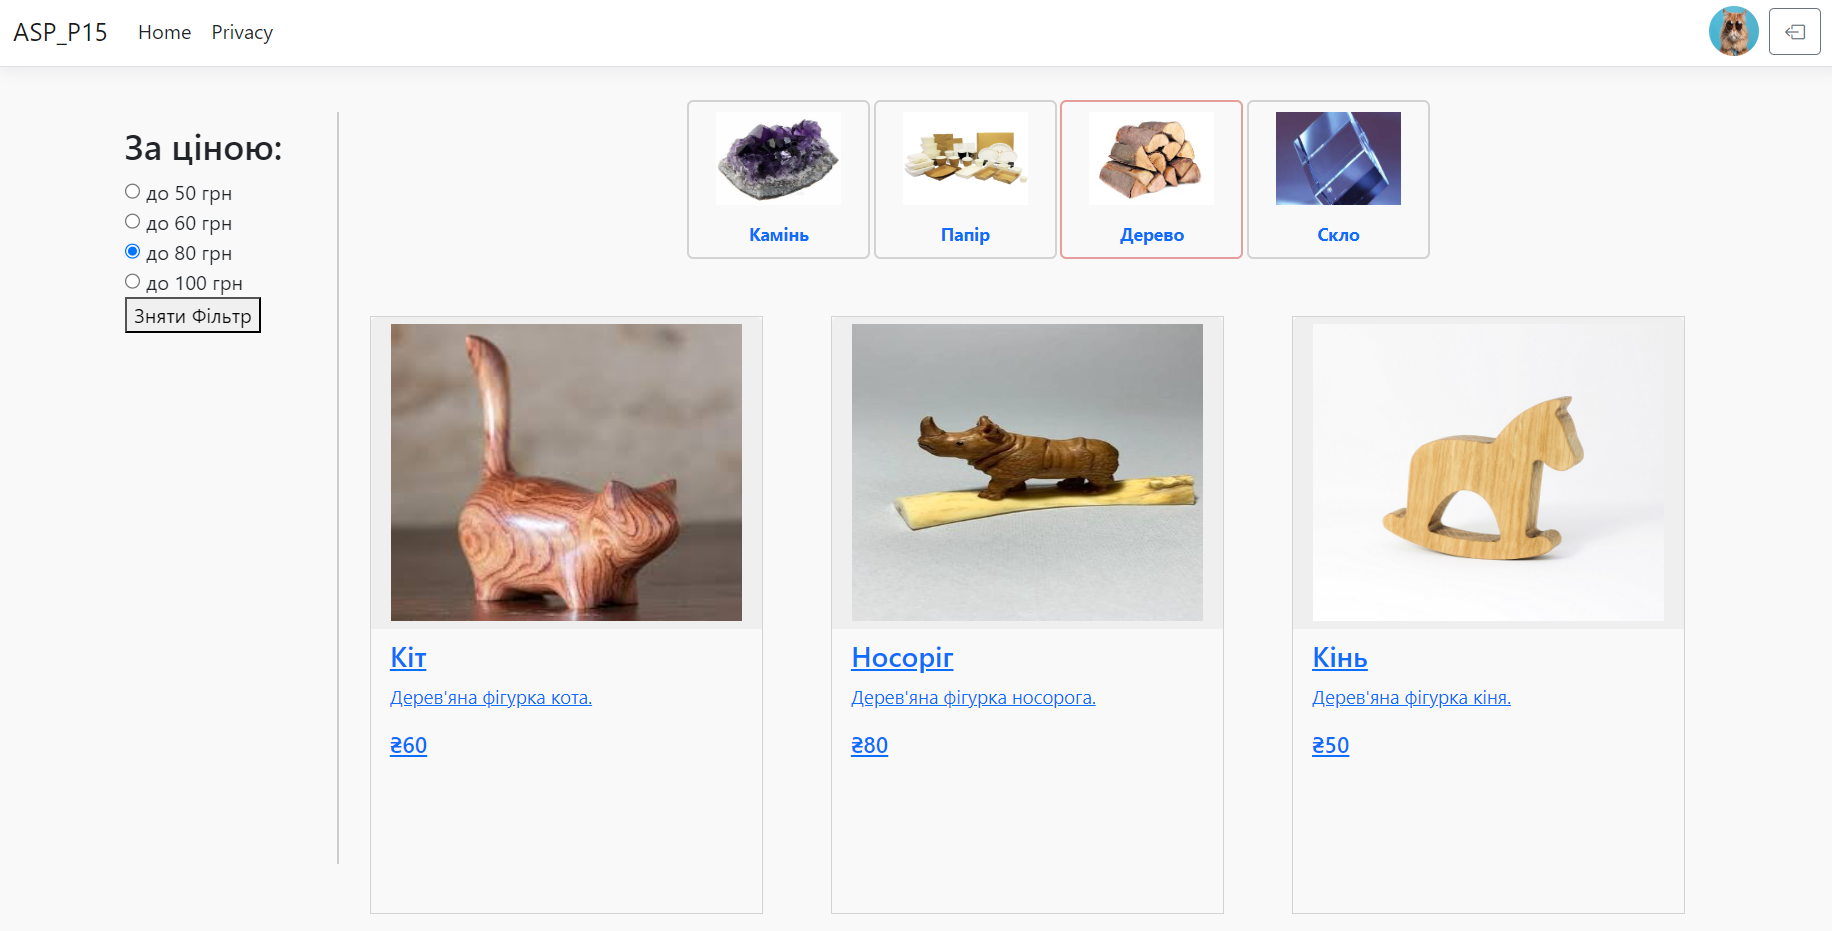 ASP_P15 Home Privacy
За ціною:
до 50 грн
до 60 грн
до 80 грн
до 100 грн
Зняти Фільтр
Камінь Папір Дерево Скло
Кіт Носоріг Кінь
Дерев'яна фігурка кота. Дерев'яна фігурка носорога. Дерев'яна фігурка кіня.
₴60 ₴80 ₴50